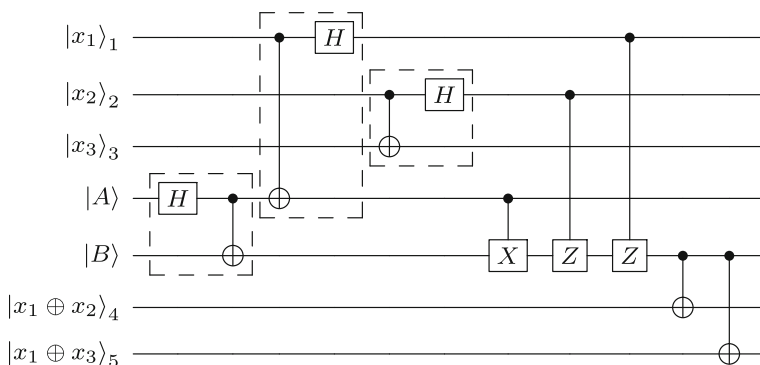 |x₁⟩₁ H
|x₂⟩₂ H
|x₃⟩₃
|A⟩ H
|B⟩ X Z Z
|x₁ ⊕ x₂⟩₄
|x₁ ⊕ x₃⟩₅